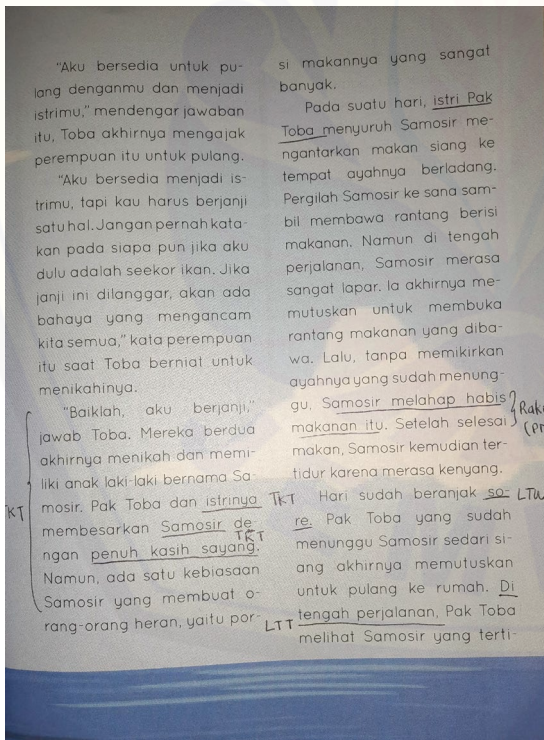 "Aku bersedia untuk pu-
lang denganmu dan menjadi
istrimu," mendengar jawaban
itu, Toba akhirnya mengajak
perempuan itu untuk pulang.
"Aku bersedia menjadi is-
trimu, tapi kau harus berjanji
satu hal. Jangan pernah kata-
kan pada siapa pun jika aku
dulu adalah seekor ikan. Jika
janji ini dilanggar, akan ada
bahaya yang mengancam
kita semua," kata perempuan
itu saat Toba berniat untuk
menikahinya.
"Baiklah, aku berjanji,"
jawab Toba. Mereka berdua
akhirnya menikah dan memi-
liki anak laki-laki bernama Sa-
KT mosir. Pak Toba dan istrinya TKT
membesarkan Samosir de-
TRT
ngan penuh kasih sayang.
Namun, ada satu kebiasaan
Samosir yang membuat o-
rang-orang heran, yaitu por-
si makannya yang sangat
banyak.
Pada suatu hari, istri Pak
Toba menyuruh Samosir me-
ngantarkan makan siang ke
tempat ayahnya berladang.
Pergilah Samosir ke sana sam-
bil membawa rantang berisi
makanan. Namun di tengah
perjalanan, Samosir merasa
sangat lapar. Ia akhirnya me-
mutuskan untuk membuka
rantang makanan yang diba-
wa. Lalu, tanpa memikirkan
ayahnya yang sudah menung-
gu, Samosir melahap habis
makanan itu. Setelah selesai
makan, Samosir kemudian ter-
tidur karena merasa kenyang.
Hari sudah beranjak so-
re. Pak Toba yang sudah
menunggu Samosir sedari si-
ang akhirnya memutuskan
untuk pulang ke rumah. Di
LTT tengah perjalanan, Pak Toba
melihat Samosir yang terti-